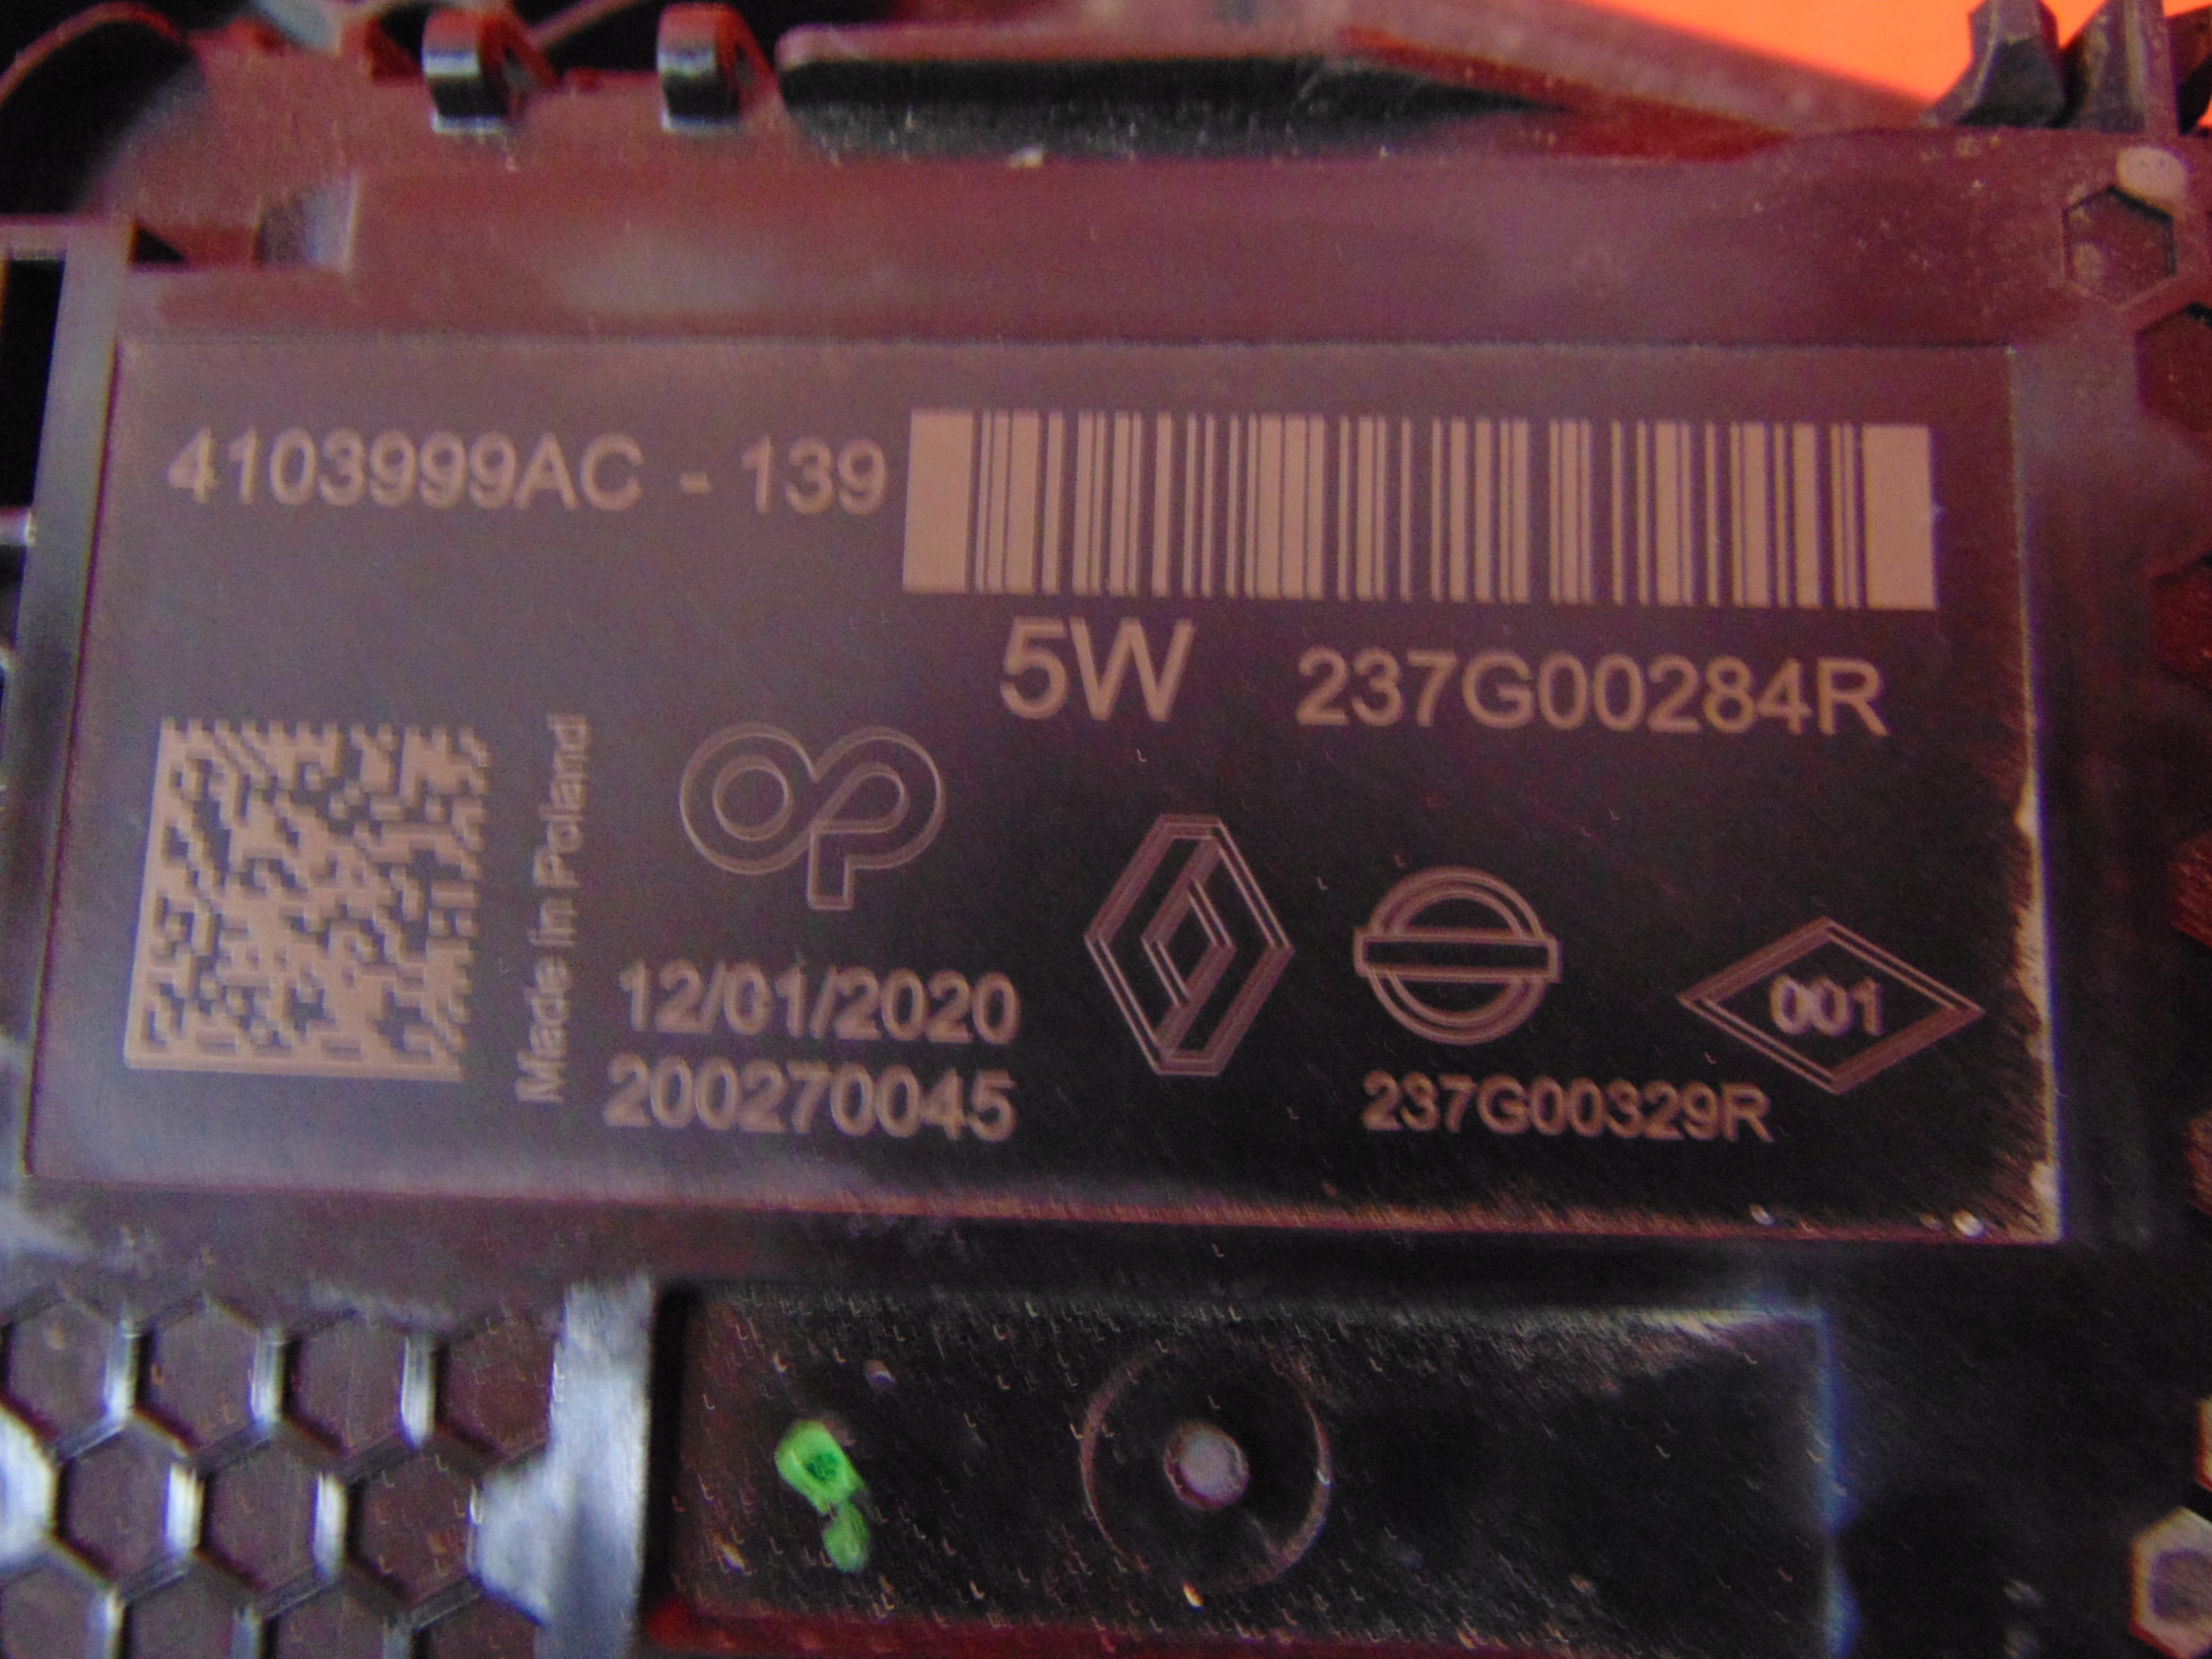 4103999AC - 139
5W 237G00284R
Made in Poland
12/01/2020
200270045
001
237G00329R